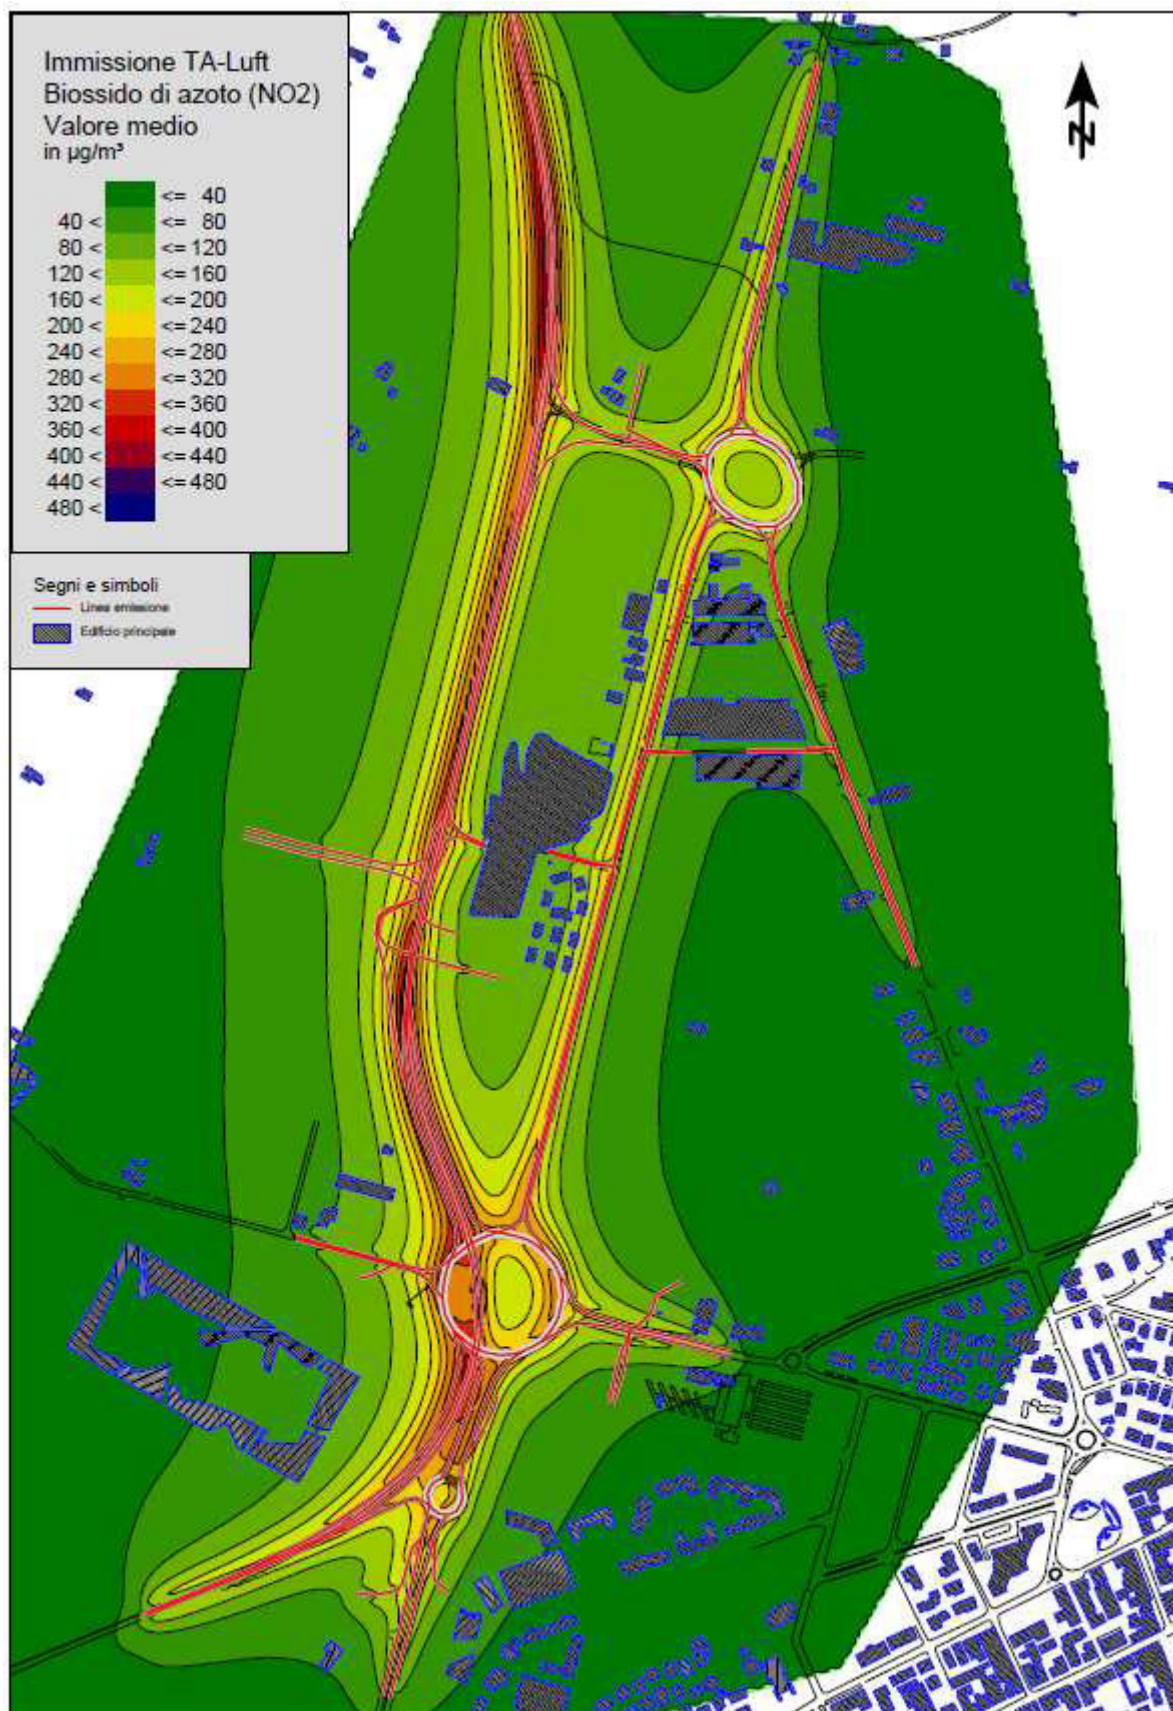 Immissione TA-Luft
Biossido di azoto (NO2)
Valore medio
in µg/m³
<= 40
40 < <= 80
80 < <= 120
120 < <= 160
160 < <= 200
200 < <= 240
240 < <= 280
280 < <= 320
320 < <= 360
360 < <= 400
400 < <= 440
440 < <= 480
480 <
Segni e simboli
Linea emissione
Edificio principale
N